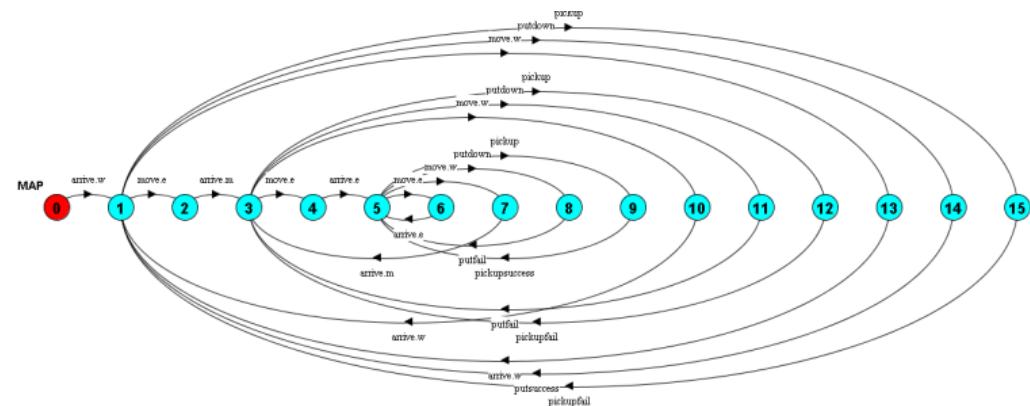 pickup
putdown
move.w
pickup
putdown
move.w
pickup
putdown
move.w
MAP
arrive.w
move.e
arrive.m
move.e
arrive.e
move.e
0 1 2 3 4 5 6 7 8 9 10 11 12 13 14 15
arrive.e
putfail
arrive.m
pickupsuccess
putfail
arrive.w
pickupfail
arrive.w
putsuccess
pickupfail